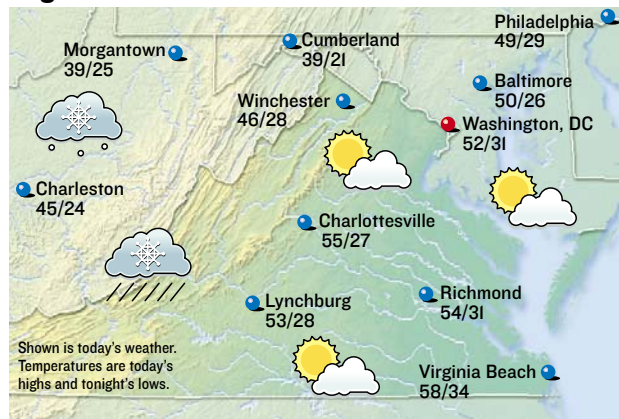 Philadelphia
49/29
Morgantown
39/25
Cumberland
39/21
Baltimore
50/26
Winchester
46/28
Washington, DC
52/31
Charleston
45/24
Charlottesville
55/27
Lynchburg
53/28
Richmond
54/31
Shown is today's weather.
Temperatures are today's
highs and tonight's lows.
Virginia Beach
58/34